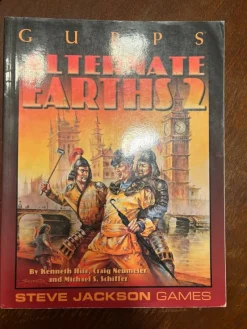 GURPS
ALTERNATE
EARTHS 2
By Kenneth Hite, Craig Neumeier
and Michael S. Schiffer
STEVE JACKSON GAMES